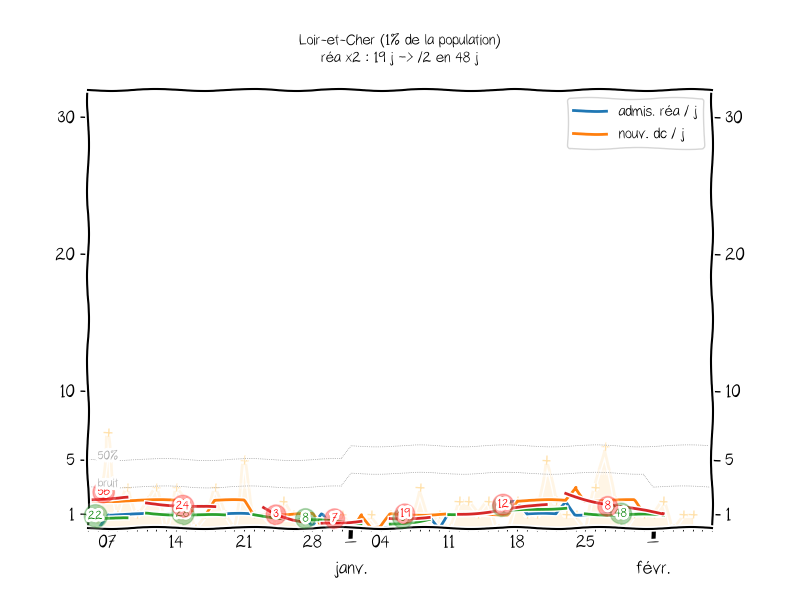 Loir-et-Cher (1% de la population)
réa x2 : 19 j -> /2 en 48 j
admis. réa / j
nouv. dc / j
30 30
20 20
10 10
5 5
1 1
50%
bruit
22 24 3 8 7 19 12 8 48
07 14 21 28 04 11 18 25
janv. févr.